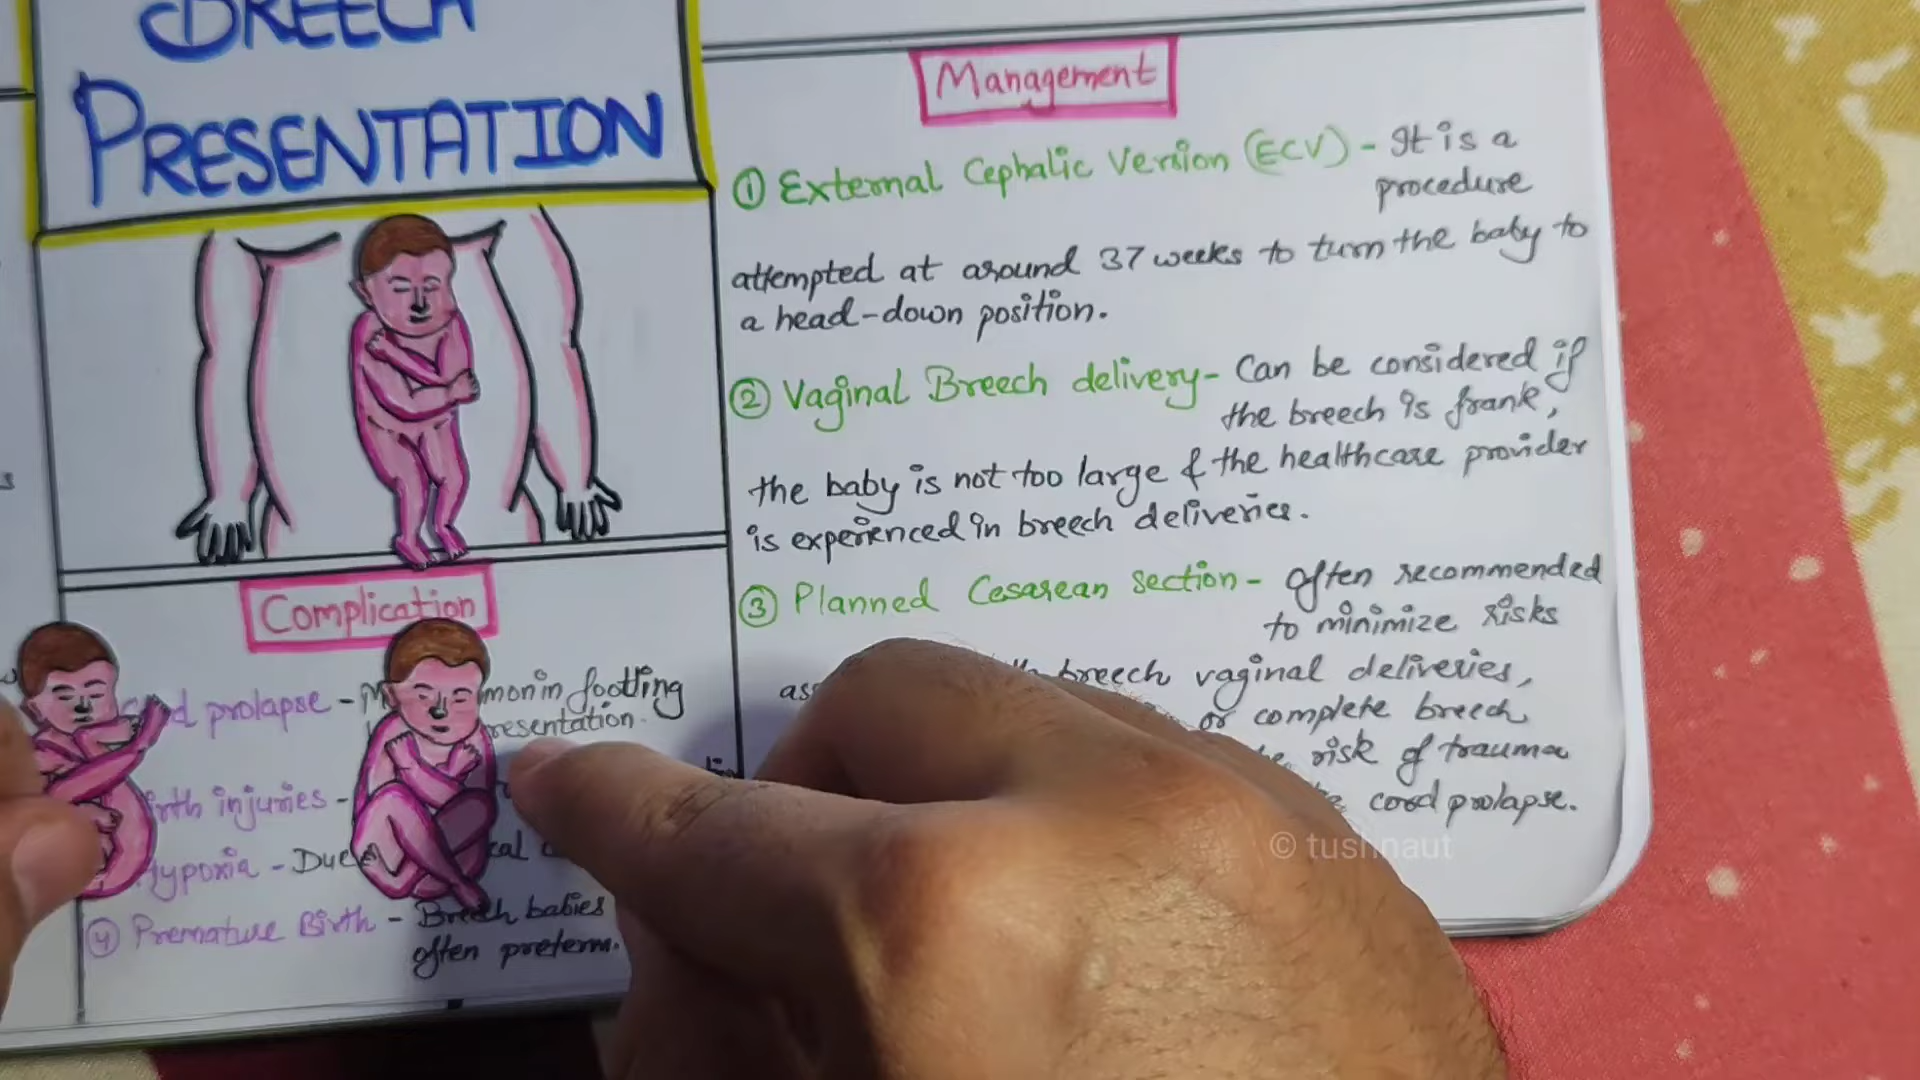 BREECH
PRESENTATION
Complication
prolapse -
footling
presentation.
injuries -
Hypoxia - Due
④ Premature Birth - Breech babies
often preterm.
Management
① External Cephalic Version (ECV) - It is a
procedure
attempted at around 37 weeks to turn the baby to
a head-down position.
② Vaginal Breech delivery - Can be considered if
the breech is frank,
the baby is not too large & the healthcare provider
is experienced in breech deliveries.
③ Planned Cesarean section - Often recommended
to minimize risks
breech vaginal deliveries,
or complete breech
risk of trauma
cord prolapse.
© tushnaut